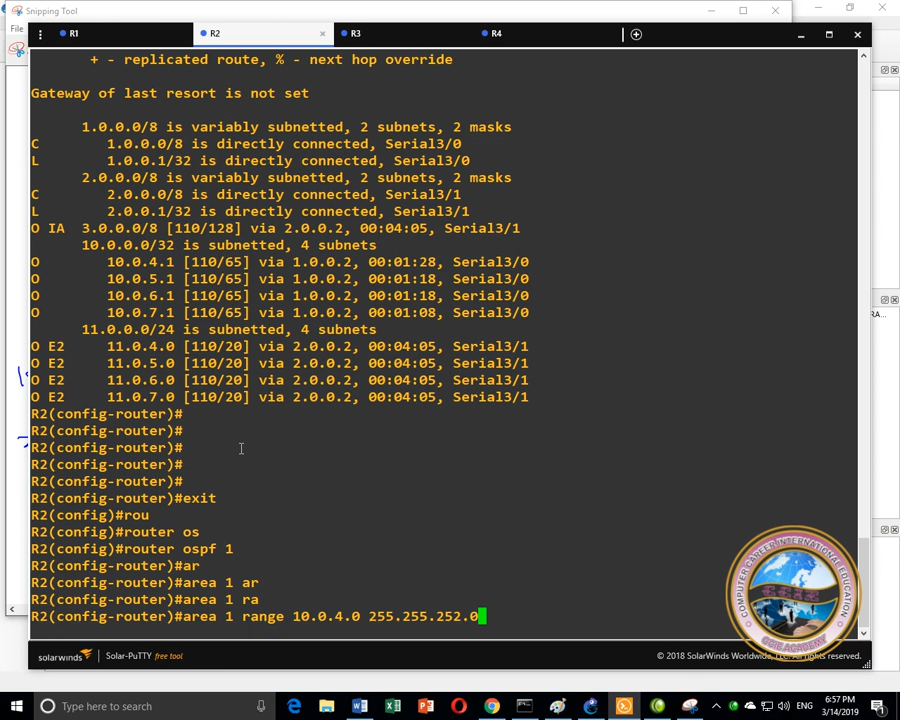 Snipping Tool
File
R1
R2
R3
R4
+ - replicated route, % - next hop override
Gateway of last resort is not set
1.0.0.0/8 is variably subnetted, 2 subnets, 2 masks
C 1.0.0.0/8 is directly connected, Serial3/0
L 1.0.0.1/32 is directly connected, Serial3/0
2.0.0.0/8 is variably subnetted, 2 subnets, 2 masks
C 2.0.0.0/8 is directly connected, Serial3/1
L 2.0.0.1/32 is directly connected, Serial3/1
O IA 3.0.0.0/8 [110/128] via 2.0.0.2, 00:04:05, Serial3/1
10.0.0.0/32 is subnetted, 4 subnets
O 10.0.4.1 [110/65] via 1.0.0.2, 00:01:28, Serial3/0
O 10.0.5.1 [110/65] via 1.0.0.2, 00:01:18, Serial3/0
O 10.0.6.1 [110/65] via 1.0.0.2, 00:01:18, Serial3/0
O 10.0.7.1 [110/65] via 1.0.0.2, 00:01:08, Serial3/0
11.0.0.0/24 is subnetted, 4 subnets
O E2 11.0.4.0 [110/20] via 2.0.0.2, 00:04:05, Serial3/1
O E2 11.0.5.0 [110/20] via 2.0.0.2, 00:04:05, Serial3/1
O E2 11.0.6.0 [110/20] via 2.0.0.2, 00:04:05, Serial3/1
O E2 11.0.7.0 [110/20] via 2.0.0.2, 00:04:05, Serial3/1
R2(config-router)#
R2(config-router)#
R2(config-router)#
R2(config-router)#
R2(config-router)#
R2(config-router)#exit
R2(config)#rou
R2(config)#router os
R2(config)#router ospf 1
R2(config-router)#ar
R2(config-router)#area 1 ar
R2(config-router)#area 1 ra
R2(config-router)#area 1 range 10.0.4.0 255.255.252.0
RA...
COMPUTER CAREER INTERNATIONAL EDUCATION
CCIE ACADEMY
solarwinds Solar-PuTTY free tool
© 2018 SolarWinds Worldwide, LLC. All rights reserved.
Type here to search
ENG
6:57 PM
3/14/2019